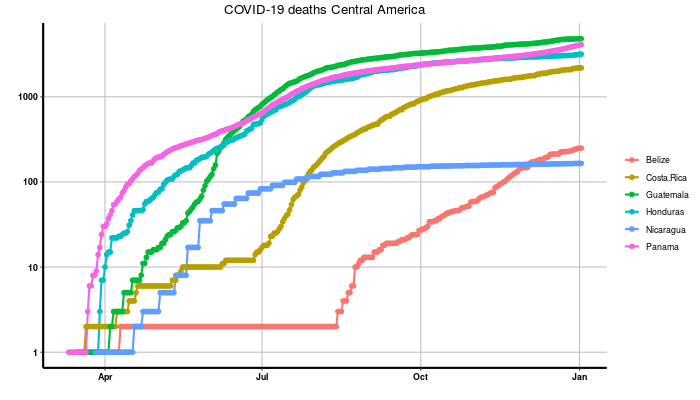 COVID-19 deaths Central America
1000
100
10
1
Apr
Jul
Oct
Jan
Belize
Costa.Rica
Guatemala
Honduras
Nicaragua
Panama